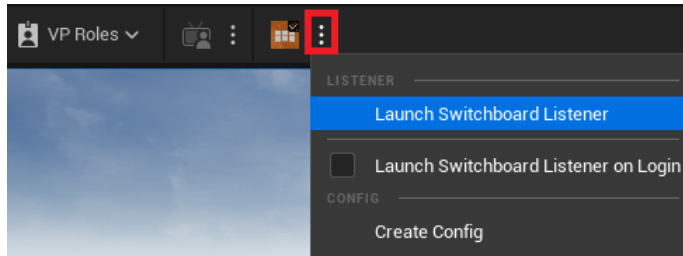 VP Roles
LISTENER
Launch Switchboard Listener
Launch Switchboard Listener on Login
CONFIG
Create Config